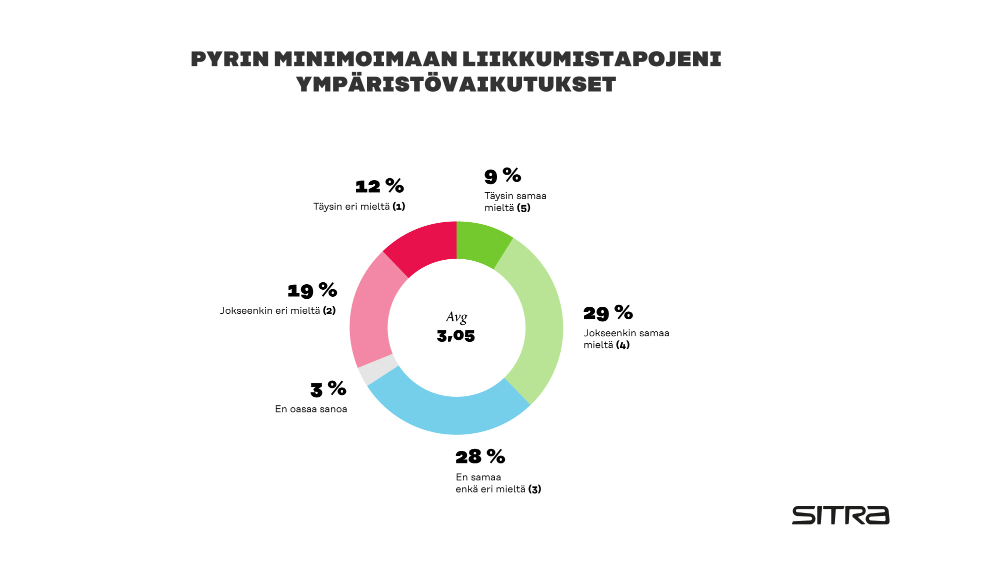 PYRIN MINIMOIMAAN LIIKKUMISTAPOJENI
YMPÄRISTÖVAIKUTUKSET
9 %
Täysin samaa
mieltä (5)
12 %
Täysin eri mieltä (1)
19 %
Jokseenkin eri mieltä (2)
29 %
Jokseenkin samaa
mieltä (4)
Avg
3,05
3 %
En oasaa sanoa
28 %
En samaa
enkä eri mieltä (3)
SITRA